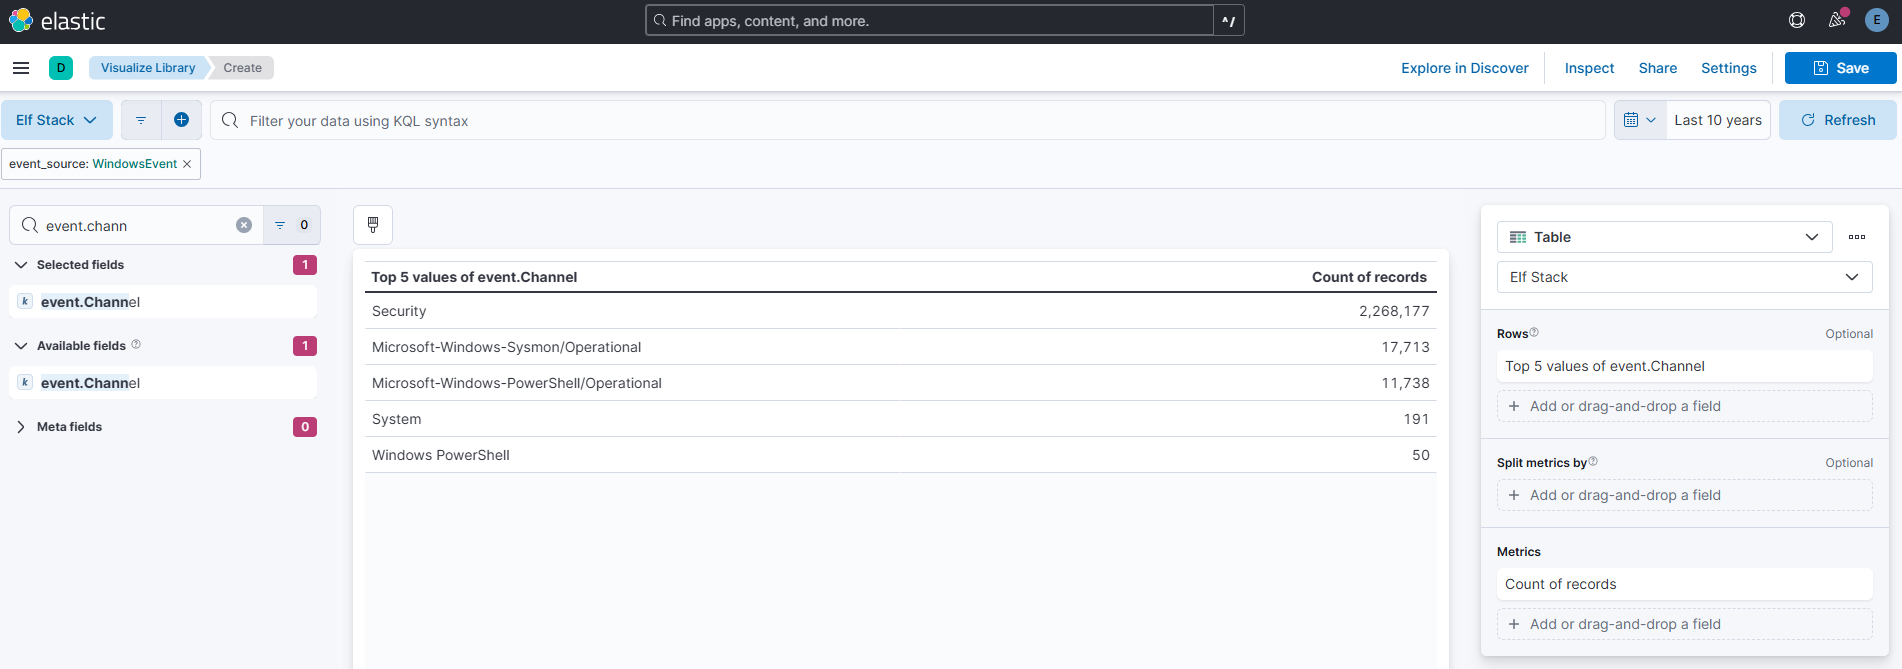 elastic
Find apps, content, and more.
^/
E
D
Visualize Library
Create
Explore in Discover
Inspect
Share
Settings
Save
Elf Stack
Filter your data using KQL syntax
Last 10 years
Refresh
event_source: WindowsEvent
event.chann
0
Selected fields
1
k event.Channel
Available fields
1
k event.Channel
Meta fields
0
Top 5 values of event.Channel Count of records
Security 2,268,177
Microsoft-Windows-Sysmon/Operational 17,713
Microsoft-Windows-PowerShell/Operational 11,738
System 191
Windows PowerShell 50
Table
Elf Stack
Rows Optional
Top 5 values of event.Channel
+ Add or drag-and-drop a field
Split metrics by Optional
+ Add or drag-and-drop a field
Metrics
Count of records
+ Add or drag-and-drop a field